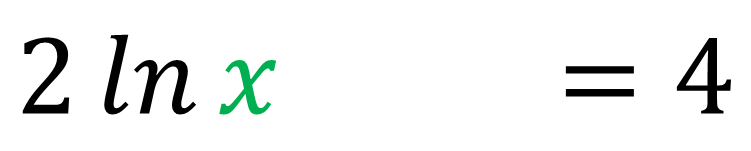 2 ln x = 4